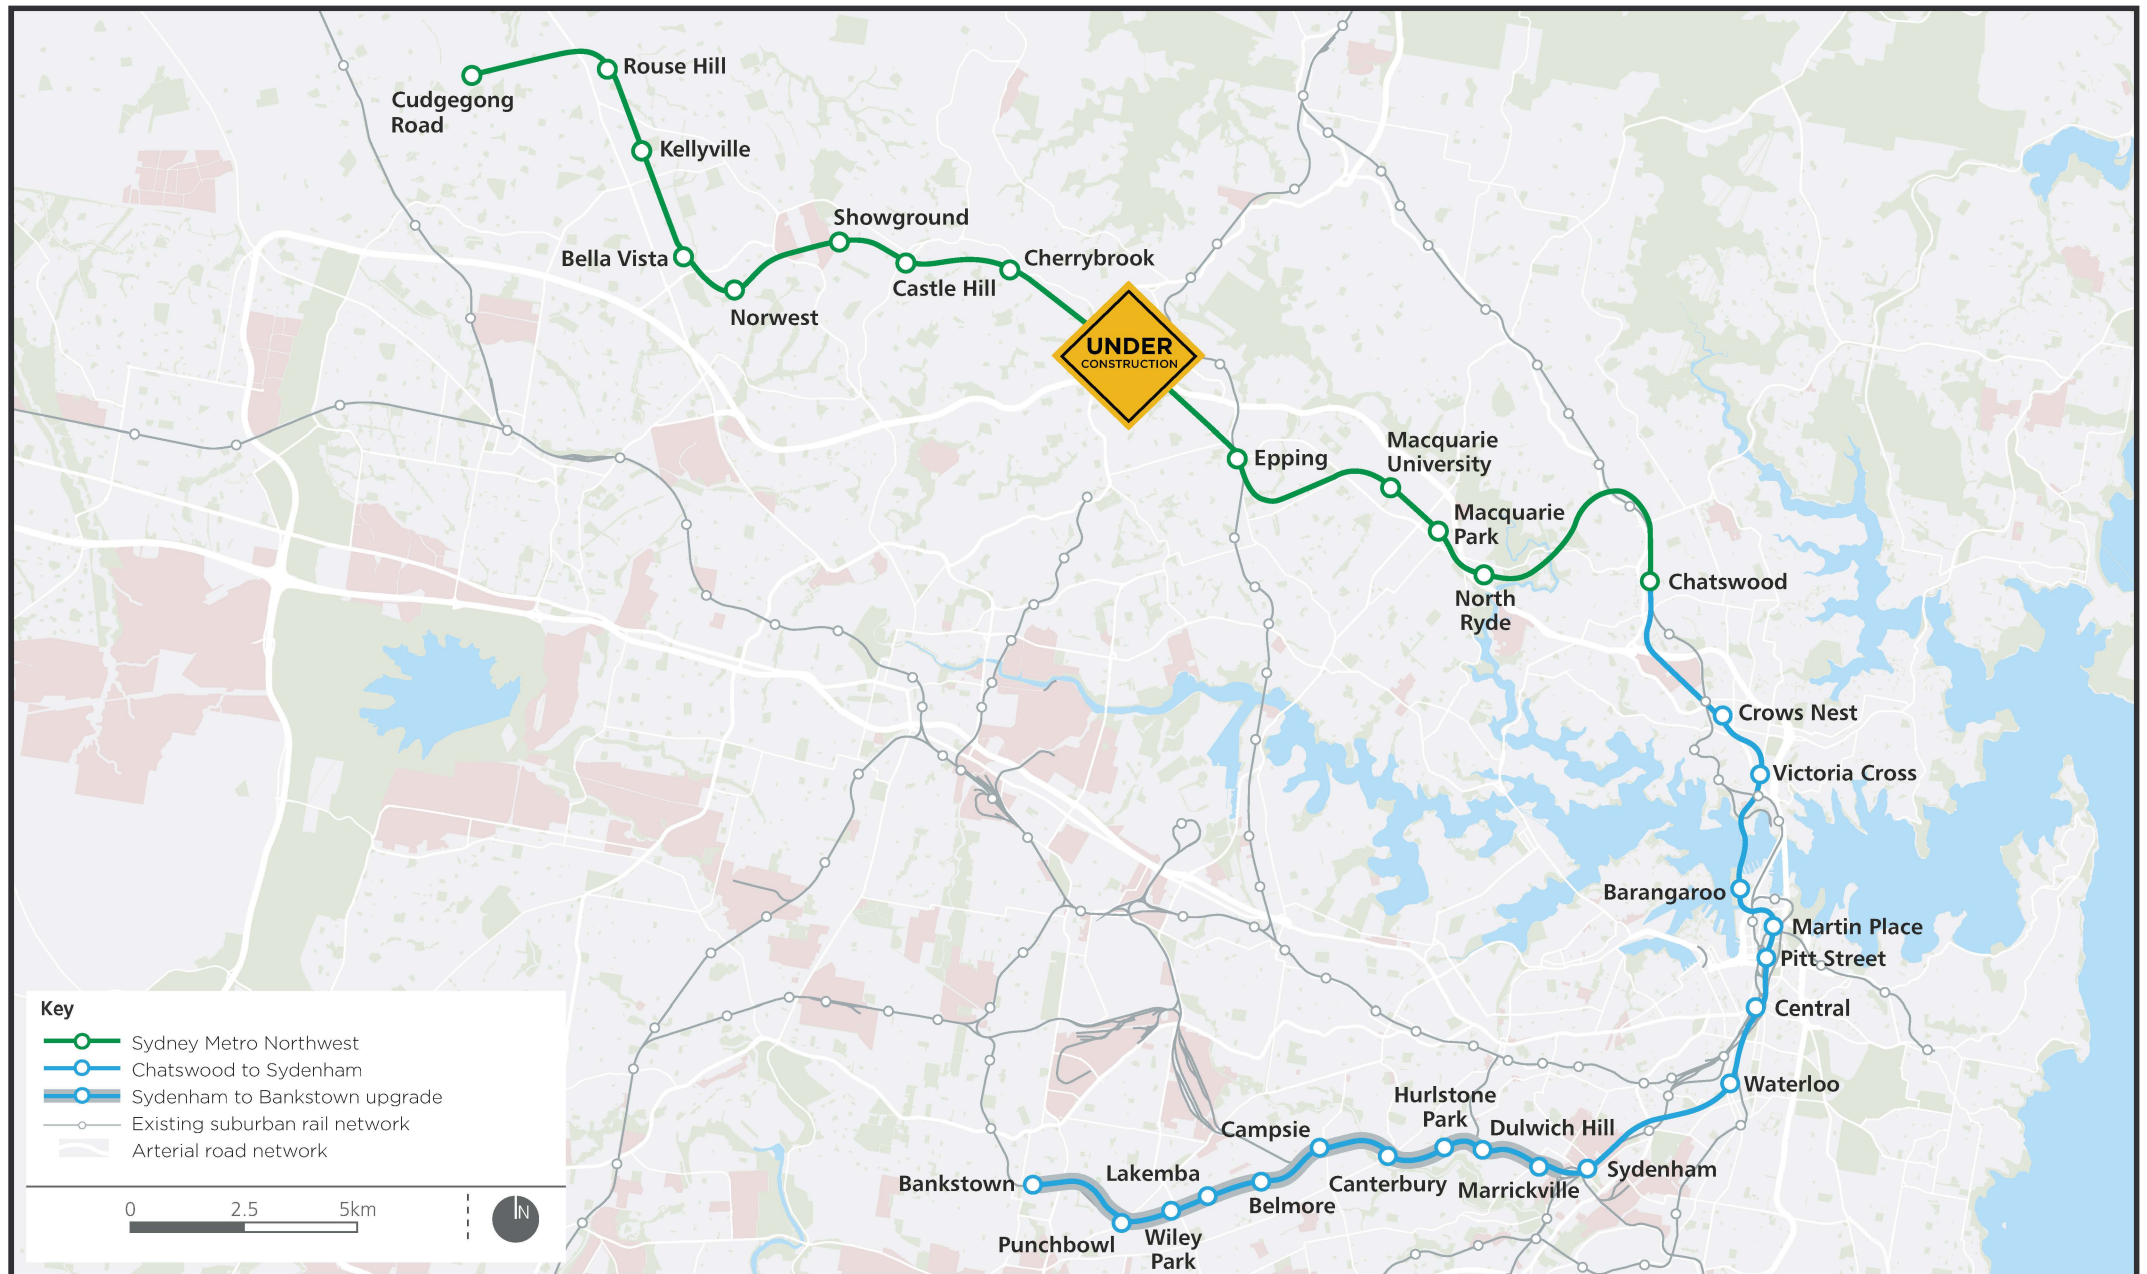 Rouse Hill
Cudgegong
Road
Kellyville
Showground
Bella Vista
Cherrybrook
Castle Hill
Norwest
UNDER
CONSTRUCTION
Epping
Macquarie
University
Macquarie
Park
North
Ryde
Chatswood
Crows Nest
Victoria Cross
Barangaroo
Martin Place
Pitt Street
Central
Waterloo
Hurlstone
Park
Dulwich Hill
Campsie
Sydenham
Lakemba
Bankstown
Canterbury
Marrickville
Belmore
Punchbowl
Wiley
Park
Key
Sydney Metro Northwest
Chatswood to Sydenham
Sydenham to Bankstown upgrade
Existing suburban rail network
Arterial road network
0 2.5 5km
N